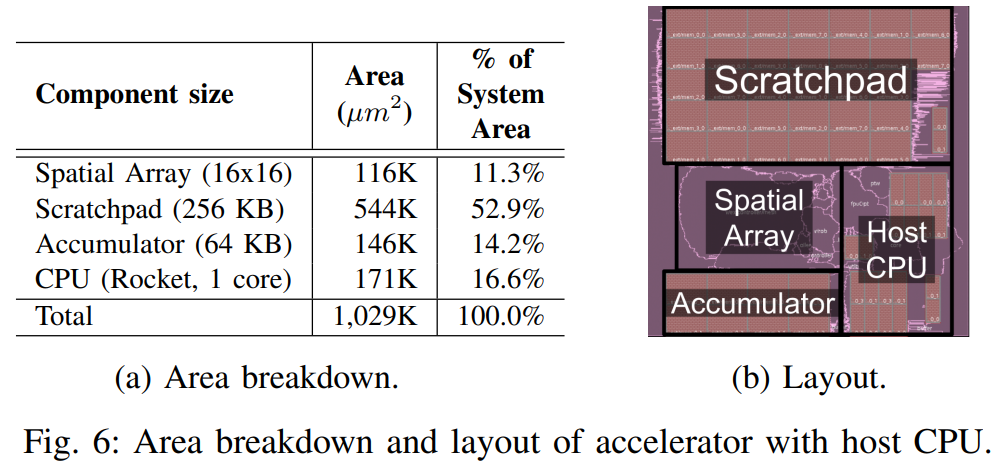 Component size Area (μm²) % of System Area
Spatial Array (16x16) 116K 11.3%
Scratchpad (256 KB) 544K 52.9%
Accumulator (64 KB) 146K 14.2%
CPU (Rocket, 1 core) 171K 16.6%
Total 1,029K 100.0%
(a) Area breakdown.
Scratchpad
Spatial
Array
Host
CPU
Accumulator
(b) Layout.
Fig. 6: Area breakdown and layout of accelerator with host CPU.